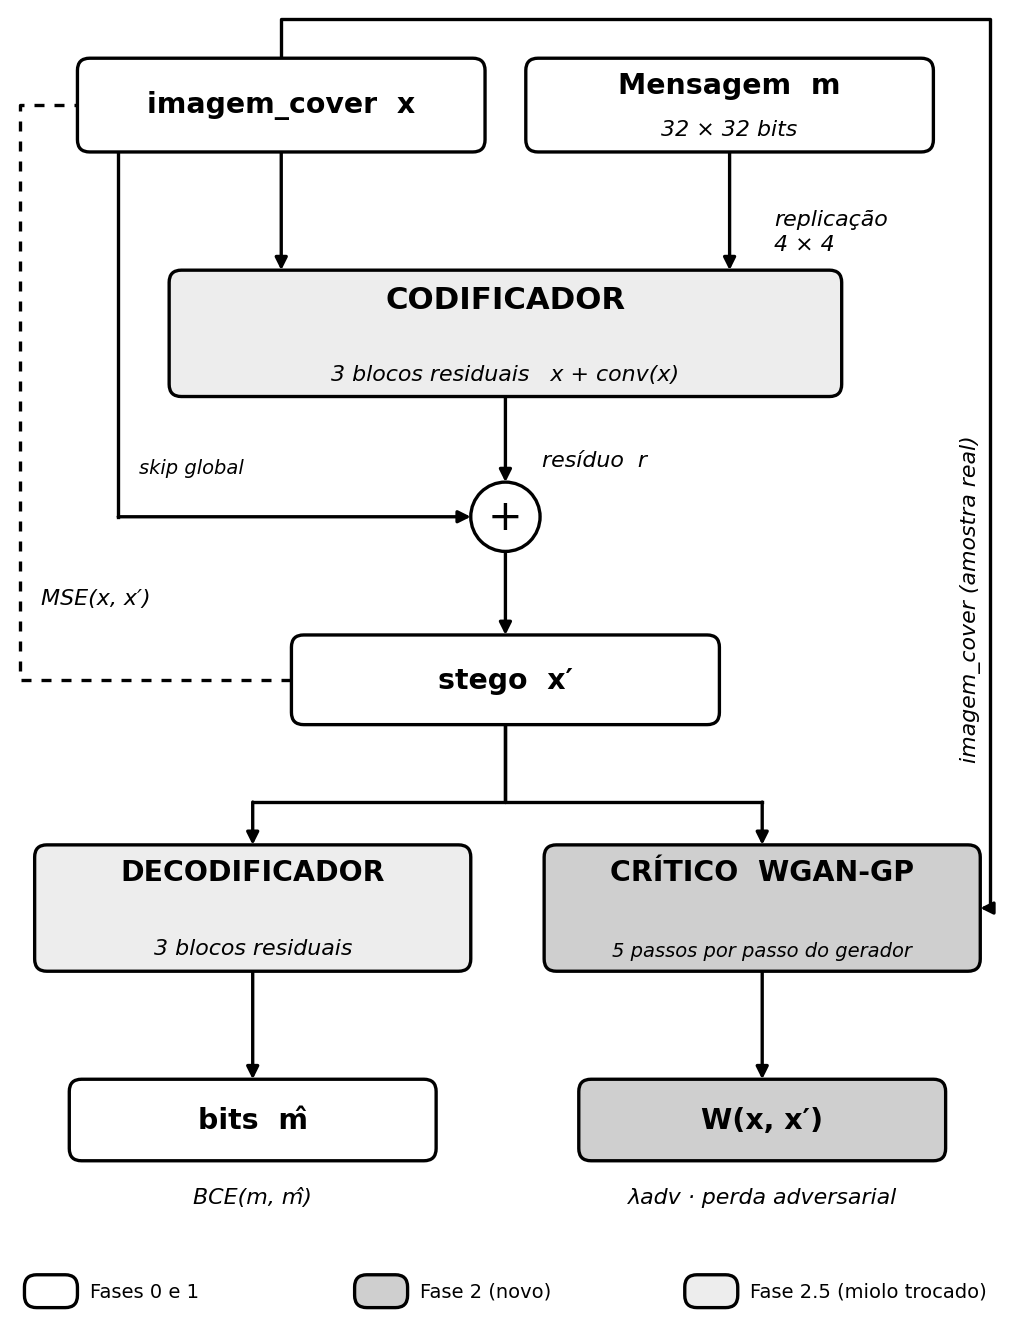 imagem_cover x
Mensagem m
32 × 32 bits
replicação
4 × 4
CODIFICADOR
3 blocos residuais x + conv(x)
skip global
resíduo r
+
MSE(x, x′)
imagem_cover (amostra real)
stego x′
DECODIFICADOR
3 blocos residuais
CRÍTICO WGAN-GP
5 passos por passo do gerador
bits m̂
W(x, x′)
BCE(m, m̂)
λadv · perda adversarial
Fases 0 e 1
Fase 2 (novo)
Fase 2.5 (miolo trocado)